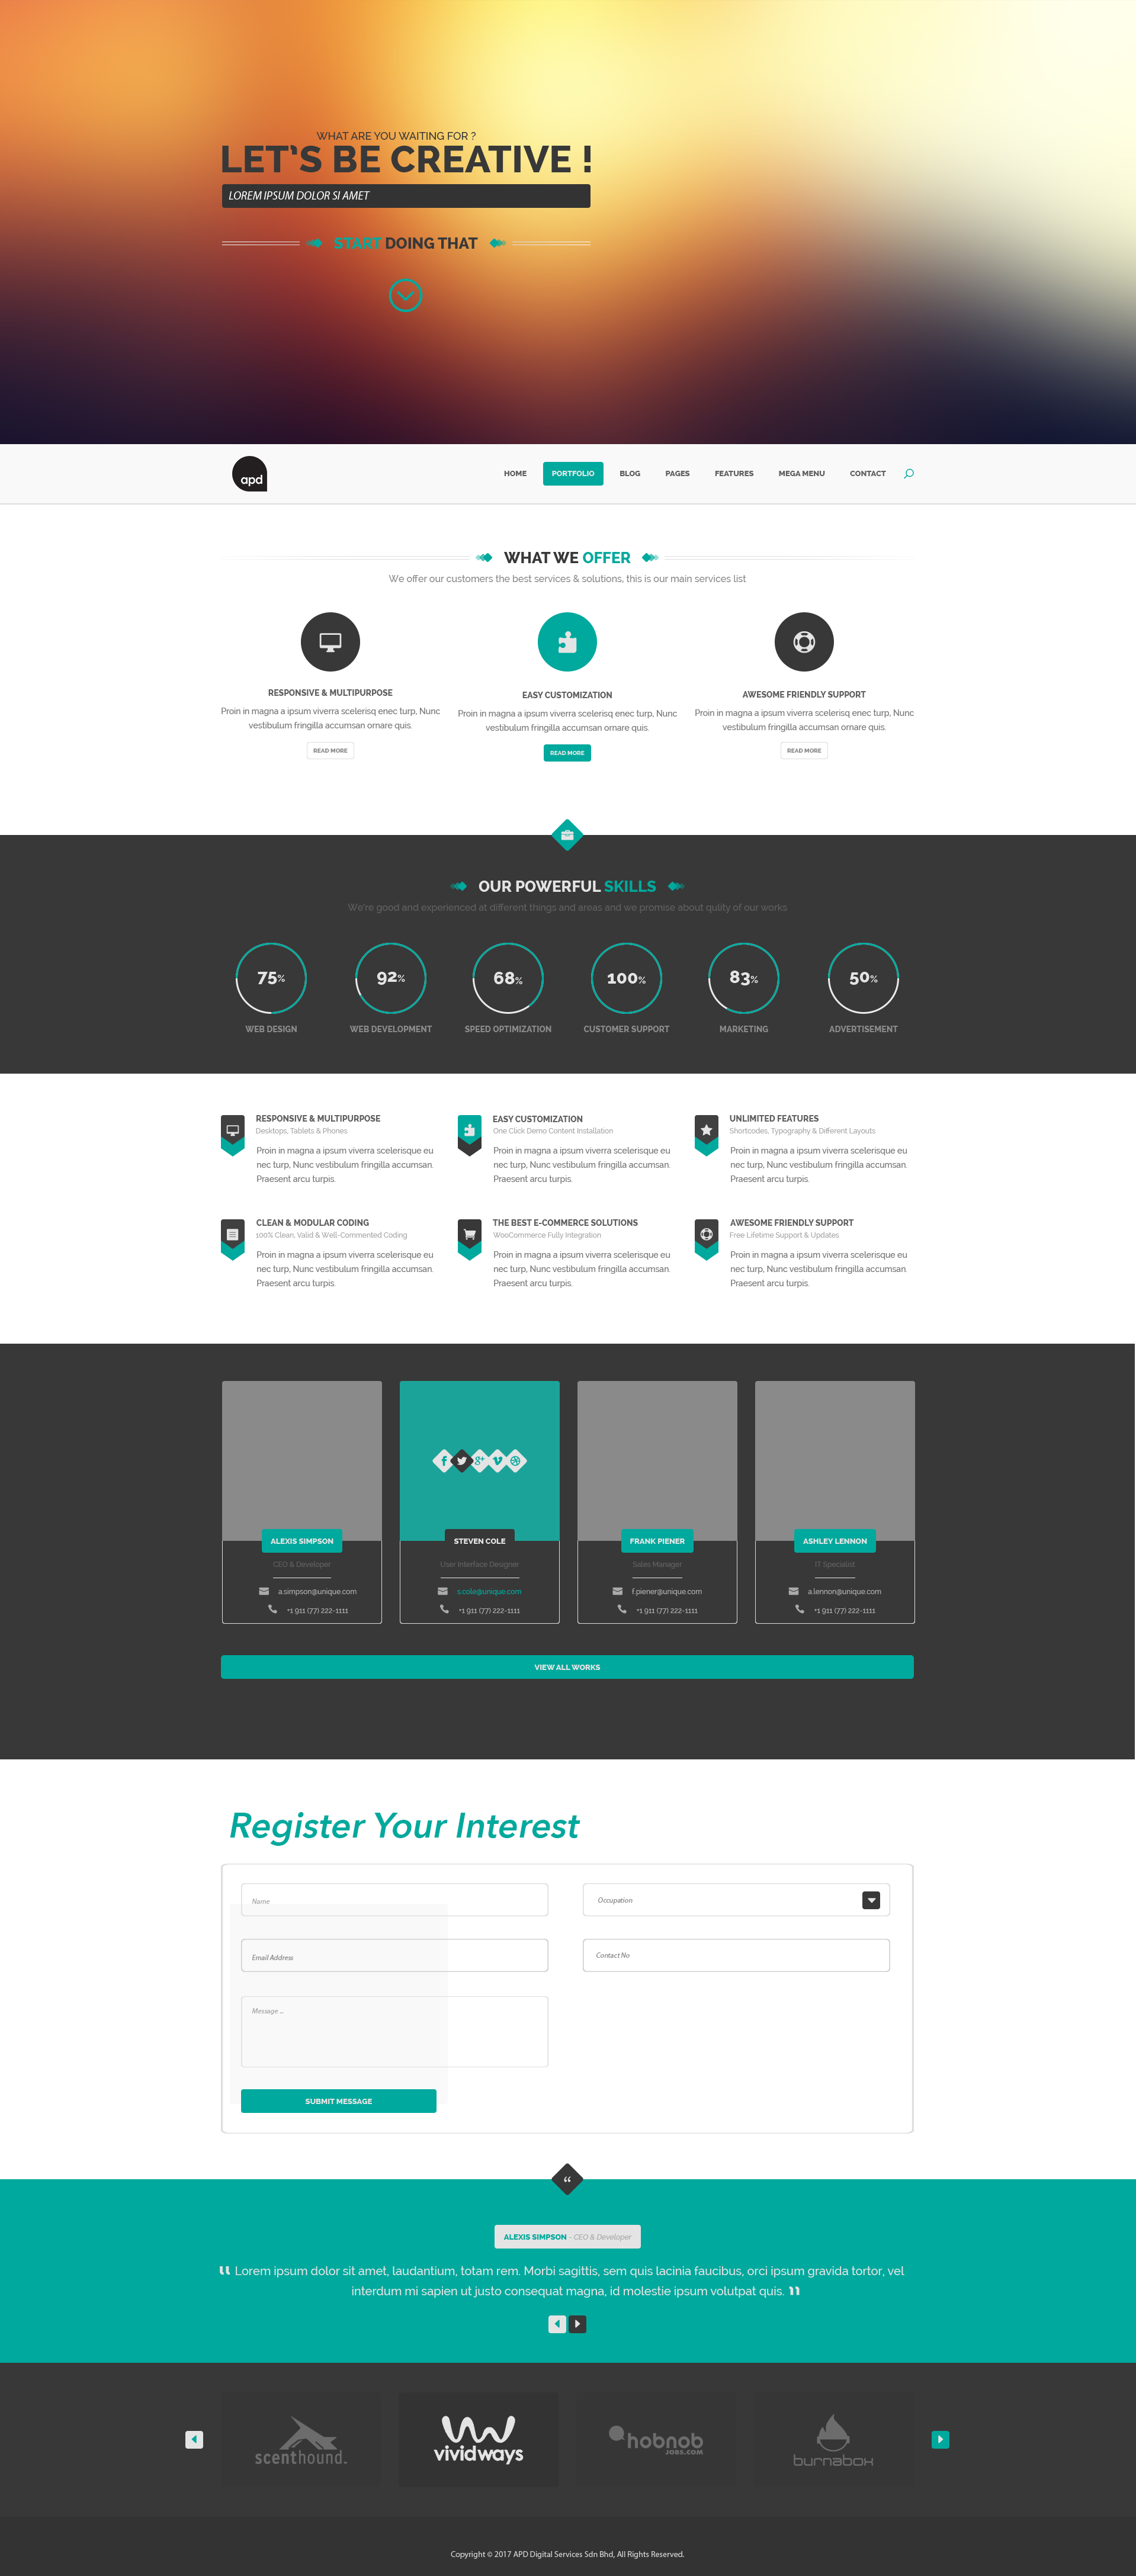 WHAT ARE YOU WAITING FOR ?
LET'S BE CREATIVE !
LOREM IPSUM DOLOR SI AMET
START DOING THAT
apd
HOME
PORTFOLIO
BLOG
PAGES
FEATURES
MEGA MENU
CONTACT
WHAT WE OFFER
We offer our customers the best services & solutions, this is our main services list
RESPONSIVE & MULTIPURPOSE
Proin in magna a ipsum viverra scelerisq enec turp, Nunc
vestibulum fringilla accumsan ornare quis.
READ MORE
EASY CUSTOMIZATION
Proin in magna a ipsum viverra scelerisq enec turp, Nunc
vestibulum fringilla accumsan ornare quis.
READ MORE
AWESOME FRIENDLY SUPPORT
Proin in magna a ipsum viverra scelerisq enec turp, Nunc
vestibulum fringilla accumsan ornare quis.
READ MORE
OUR POWERFUL SKILLS
We're good and experienced at different things and areas and we promise about qulity of our works
75%
WEB DESIGN
92%
WEB DEVELOPMENT
68%
SPEED OPTIMIZATION
100%
CUSTOMER SUPPORT
83%
MARKETING
50%
ADVERTISEMENT
RESPONSIVE & MULTIPURPOSE
Desktops, Tablets & Phones
Proin in magna a ipsum viverra scelerisque eu
nec turp, Nunc vestibulum fringilla accumsan.
Praesent arcu turpis.
EASY CUSTOMIZATION
One Click Demo Content Installation
Proin in magna a ipsum viverra scelerisque eu
nec turp, Nunc vestibulum fringilla accumsan.
Praesent arcu turpis.
UNLIMITED FEATURES
Shortcodes, Typography & Different Layouts
Proin in magna a ipsum viverra scelerisque eu
nec turp, Nunc vestibulum fringilla accumsan.
Praesent arcu turpis.
CLEAN & MODULAR CODING
100% Clean, Valid & Well-Commented Coding
Proin in magna a ipsum viverra scelerisque eu
nec turp, Nunc vestibulum fringilla accumsan.
Praesent arcu turpis.
THE BEST E-COMMERCE SOLUTIONS
WooCommerce Fully Integration
Proin in magna a ipsum viverra scelerisque eu
nec turp, Nunc vestibulum fringilla accumsan.
Praesent arcu turpis.
AWESOME FRIENDLY SUPPORT
Free Lifetime Support & Updates
Proin in magna a ipsum viverra scelerisque eu
nec turp, Nunc vestibulum fringilla accumsan.
Praesent arcu turpis.
ALEXIS SIMPSON
CEO & Developer
a.simpson@unique.com
+1 911 (77) 222-1111
STEVEN COLE
User Interface Designer
s.cole@unique.com
+1 911 (77) 222-1111
FRANK PIENER
Sales Manager
f.piener@unique.com
+1 911 (77) 222-1111
ASHLEY LENNON
IT Specialist
a.lennon@unique.com
+1 911 (77) 222-1111
VIEW ALL WORKS
Register Your Interest
Name
Occupation
Email Address
Contact No
Message ...
SUBMIT MESSAGE
ALEXIS SIMPSON - CEO & Developer
" Lorem ipsum dolor sit amet, laudantium, totam rem. Morbi sagittis, sem quis lacinia faucibus, orci ipsum gravida tortor, vel
interdum mi sapien ut justo consequat magna, id molestie ipsum volutpat quis. "
scenthound.
vividways
hobnob
JOBS.COM
burnabox
Copyright © 2017 APD Digital Services Sdn Bhd, All Rights Reserved.